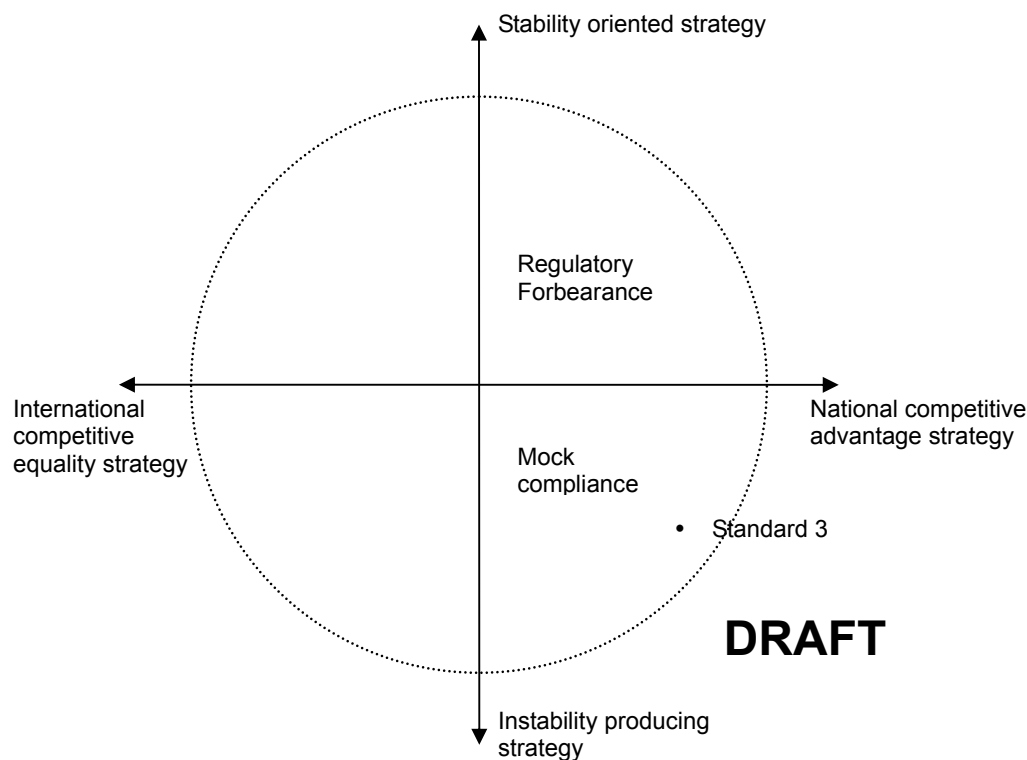 Stability oriented strategy
Regulatory
Forbearance
International
competitive
equality strategy
National competitive
advantage strategy
Mock
compliance
Standard 3
DRAFT
Instability producing
strategy